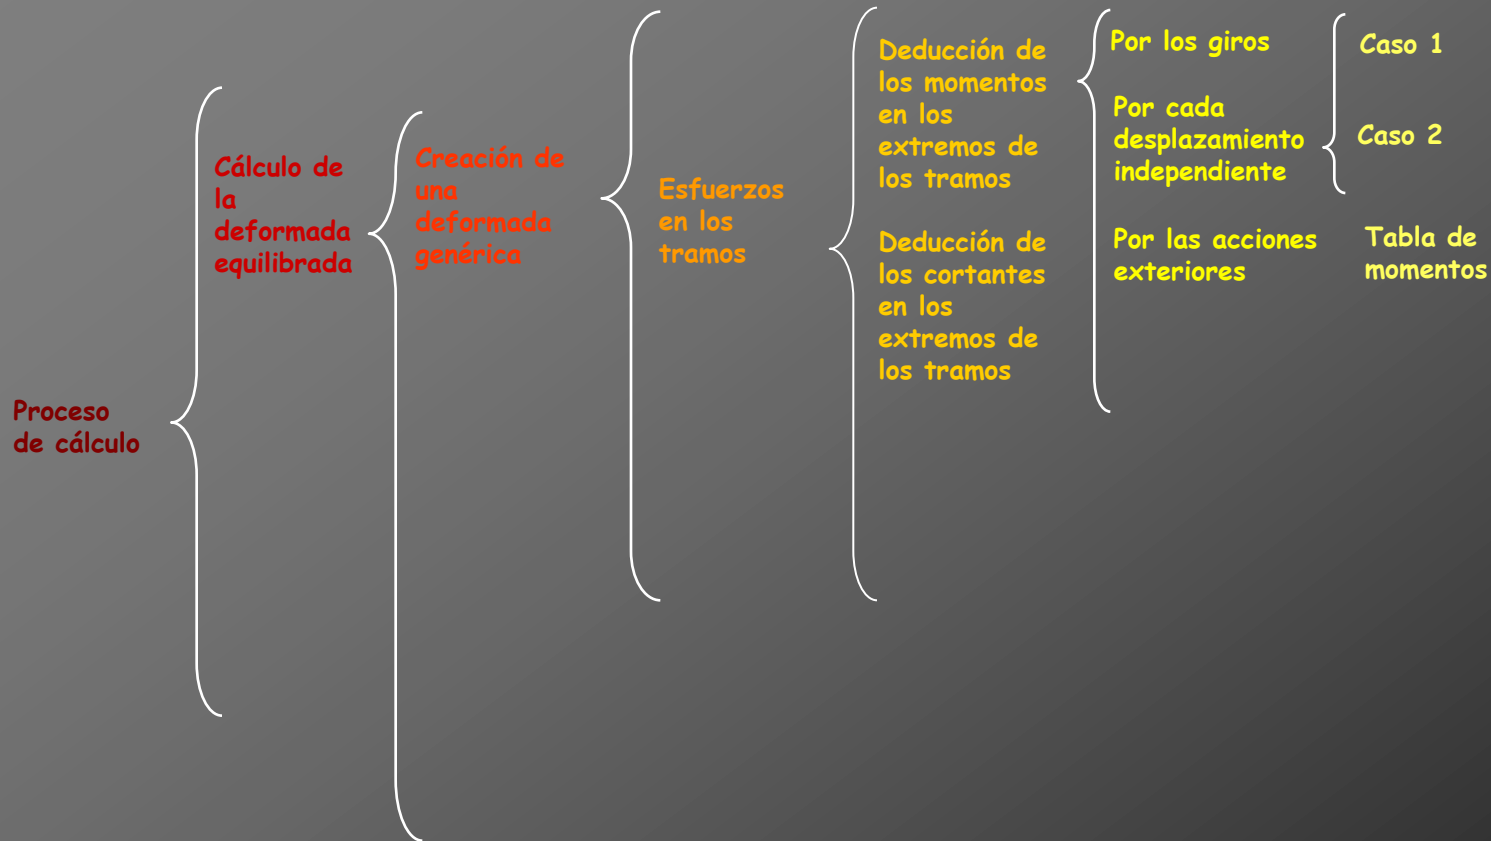 Proceso
de cálculo
Cálculo de
la
deformada
equilibrada
Creación de
una
deformada
genérica
Esfuerzos
en los
tramos
Deducción de
los momentos
en los
extremos de
los tramos
Deducción de
los cortantes
en los
extremos de
los tramos
Por los giros
Por cada
desplazamiento
independiente
Por las acciones
exteriores
Caso 1
Caso 2
Tabla de
momentos